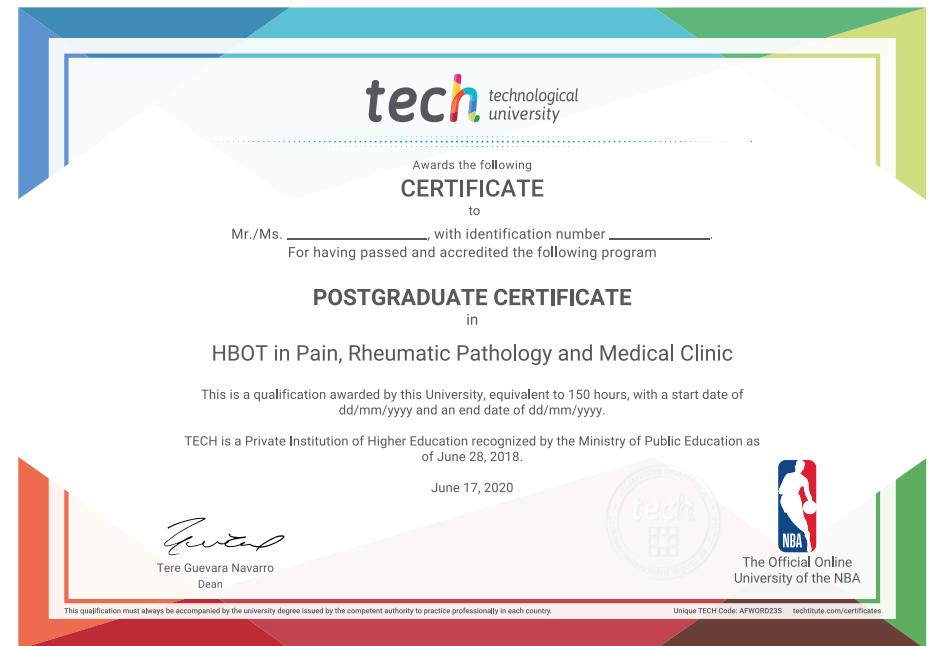 tech technological
university
Awards the following
CERTIFICATE
to
Mr./Ms. ____________________, with identification number ______________.
For having passed and accredited the following program
POSTGRADUATE CERTIFICATE
in
HBOT in Pain, Rheumatic Pathology and Medical Clinic
This is a qualification awarded by this University, equivalent to 150 hours, with a start date of
dd/mm/yyyy and an end date of dd/mm/yyyy.
TECH is a Private Institution of Higher Education recognized by the Ministry of Public Education as
of June 28, 2018.
June 17, 2020
tech
NBA
The Official Online
University of the NBA
Tere Guevara Navarro
Dean
This qualification must always be accompanied by the university degree issued by the competent authority to practice professionally in each country.
Unique TECH Code: AFWORD23S techtitute.com/certificates